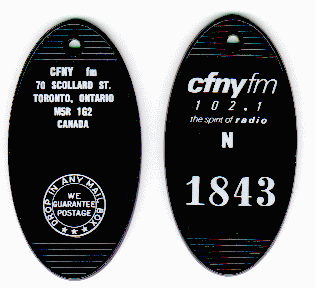 CFNY fm
70 SCOLLARD ST.
TORONTO, ONTARIO
M5R 1G2
CANADA
DROP IN ANY MAIL BOX
WE
GUARANTEE
POSTAGE
cfny fm
102.1
the spirit of radio
N
1843